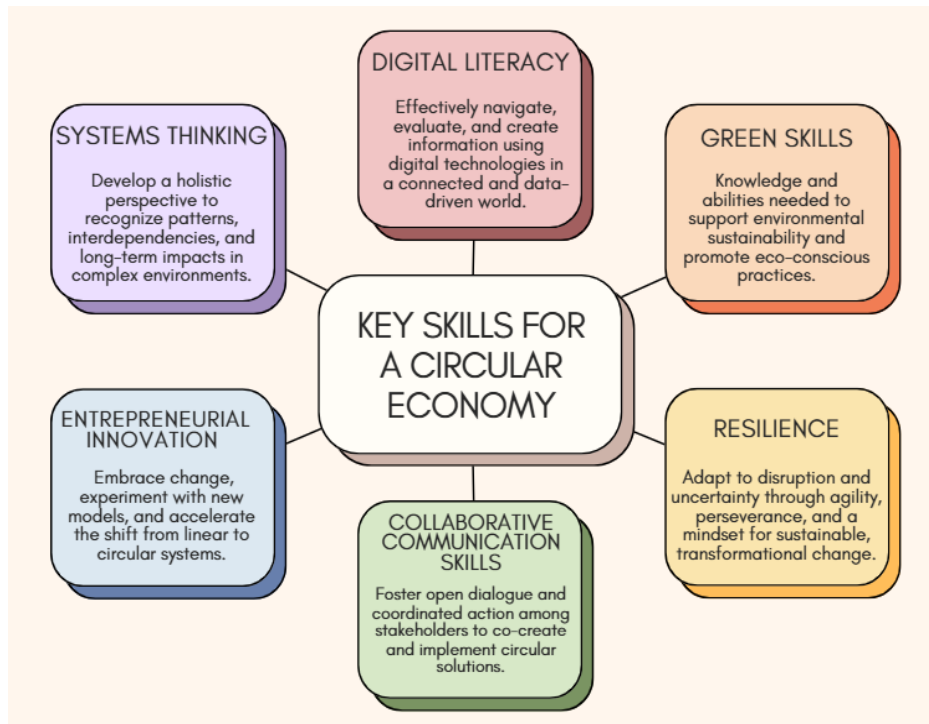 DIGITAL LITERACY
Effectively navigate,
evaluate, and create
information using
digital technologies in
a connected and data-
driven world.
SYSTEMS THINKING
Develop a holistic
perspective to
recognize patterns,
interdependencies, and
long-term impacts in
complex environments.
GREEN SKILLS
Knowledge and
abilities needed to
support environmental
sustainability and
promote eco-conscious
practices.
KEY SKILLS FOR
A CIRCULAR
ECONOMY
ENTREPRENEURIAL
INNOVATION
Embrace change,
experiment with new
models, and accelerate
the shift from linear to
circular systems.
RESILIENCE
Adapt to disruption and
uncertainty through agility,
perseverance, and a
mindset for sustainable,
transformational change.
COLLABORATIVE
COMMUNICATION
SKILLS
Foster open dialogue and
coordinated action among
stakeholders to co-create
and implement circular
solutions.